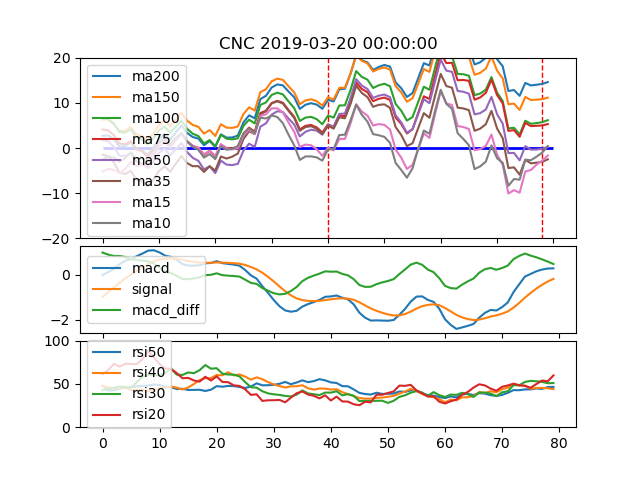 CNC 2019-03-20 00:00:00
20
10
0
−10
−20
ma200
ma150
ma100
ma75
ma50
ma35
ma15
ma10
0
−2
macd
signal
macd_diff
100
50
0
rsi50
rsi40
rsi30
rsi20
0 10 20 30 40 50 60 70 80